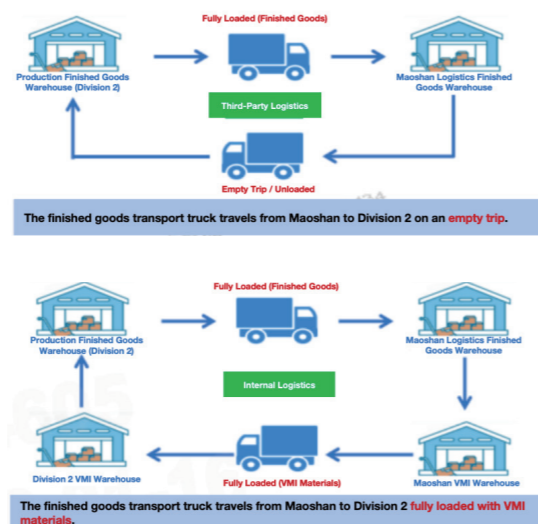 Fully Loaded (Finished Goods)
Production Finished Goods
Warehouse (Division 2)
Maoshan Logistics Finished
Goods Warehouse
Third-Party Logistics
Empty Trip / Unloaded
The finished goods transport truck travels from Maoshan to Division 2 on an empty trip.
Fully Loaded (Finished Goods)
Production Finished Goods
Warehouse (Division 2)
Maoshan Logistics Finished
Goods Warehouse
Internal Logistics
Division 2 VMI Warehouse
Fully Loaded (VMI Materials)
Maoshan VMI Warehouse
The finished goods transport truck travels from Maoshan to Division 2 fully loaded with VMI
materials.